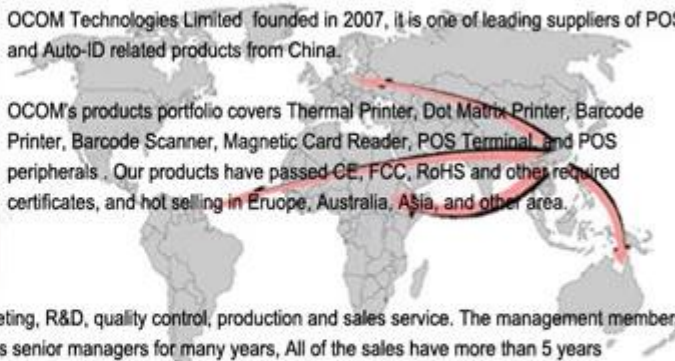 OCOM Technologies Limited founded in 2007, it is one of leading suppliers of POS
and Auto-ID related products from China.
OCOM's products portfolio covers Thermal Printer, Dot Matrix Printer, Barcode
Printer, Barcode Scanner, Magnetic Card Reader, POS Terminal, and POS
peripherals . Our products have passed CE, FCC, RoHS and other required
certificates, and hot selling in Eruope, Australia, Asia, and other area.
eting, R&D, quality control, production and sales service. The management member
s senior managers for many years, All of the sales have more than 5 years